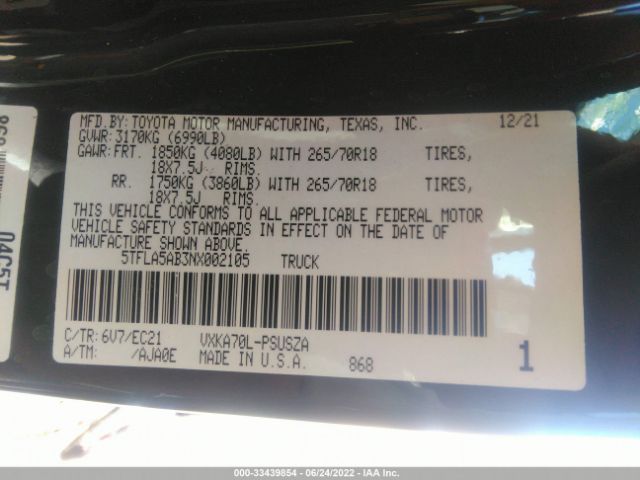 MFD.BY: TOYOTA MOTOR MANUFACTURING, TEXAS, INC. 12/21
GVWR: 3170KG (6990LB)
GAWR: FRT. 1850KG (4080LB) WITH 265/70R18 TIRES,
18X7.5J RIMS.
RR. 1750KG (3860LB) WITH 265/70R18 TIRES,
18X7.5J RIMS.
THIS VEHICLE CONFORMS TO ALL APPLICABLE FEDERAL MOTOR
VEHICLE SAFETY STANDARDS IN EFFECT ON THE DATE OF
MANUFACTURE SHOWN ABOVE.
5TFLA5AB3NX002105 TRUCK
C/TR: 6V7/EC21 VXKA70L-PSUSZA
A/TM: /AJA0E MADE IN U.S.A. 868 1
868
04C5T
000-33439854 - 06/24/2022 - IAA Inc.